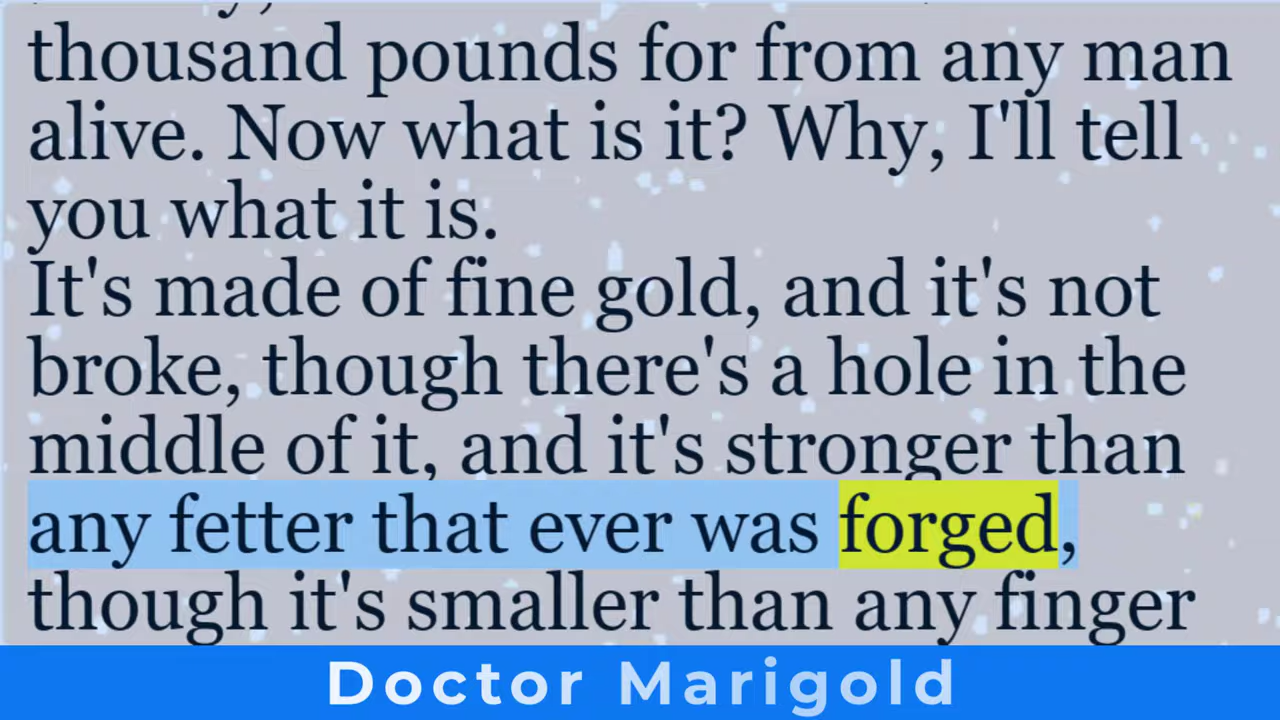 thousand pounds for from any man
alive. Now what is it? Why, I'll tell
you what it is.
It's made of fine gold, and it's not
broke, though there's a hole in the
middle of it, and it's stronger than
any fetter that ever was forged,
though it's smaller than any finger
Doctor Marigold